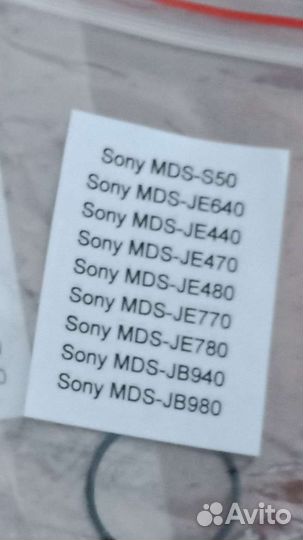 Sony MDS-S50
Sony MDS-JE640
Sony MDS-JE440
Sony MDS-JE470
Sony MDS-JE480
Sony MDS-JE770
Sony MDS-JE780
Sony MDS-JB940
Sony MDS-JB980
Avito